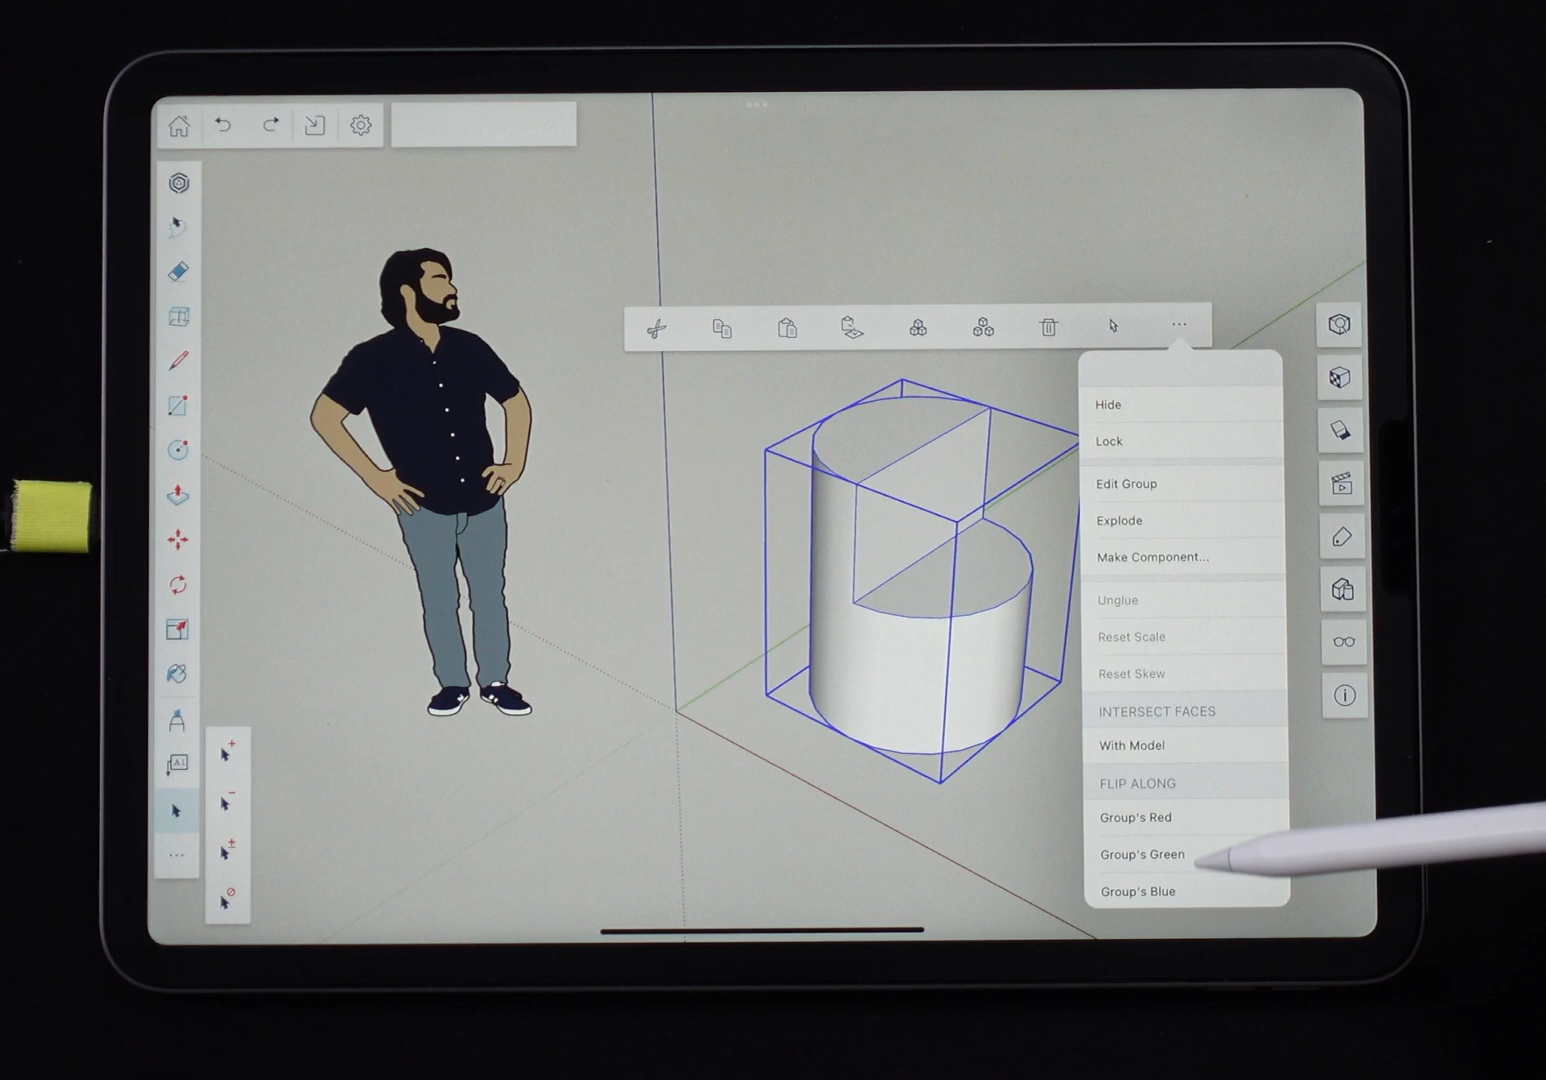 Hide
Lock
Edit Group
Explode
Make Component...
Unglue
Reset Scale
Reset Skew
INTERSECT FACES
With Model
FLIP ALONG
Group's Red
Group's Green
Group's Blue
A1